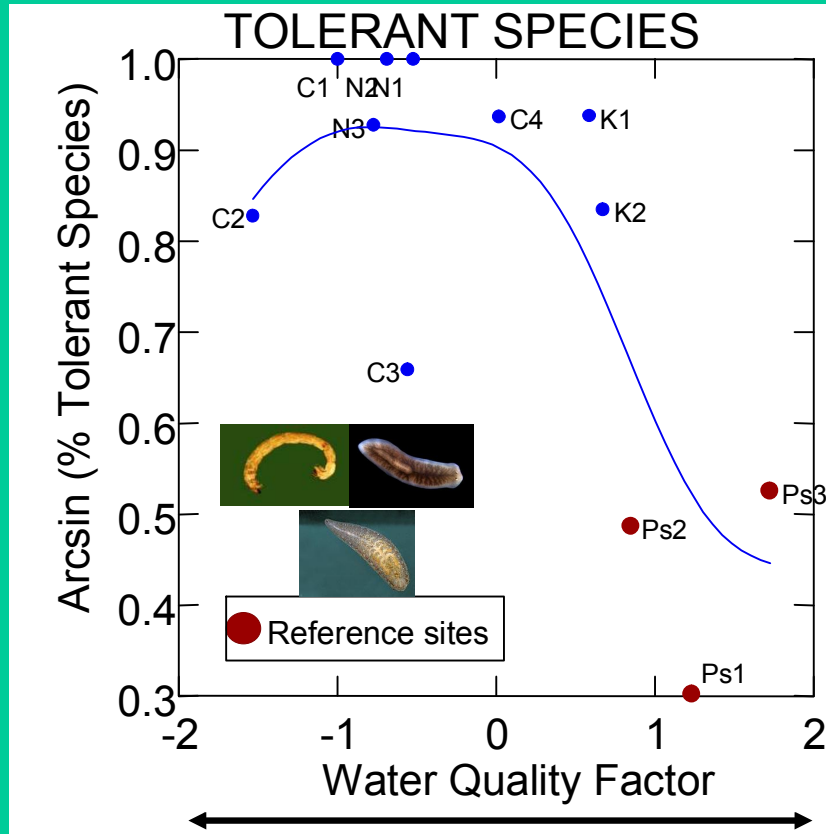 TOLERANT SPECIES
Arcsin (% Tolerant Species)
1.0
0.9
0.8
0.7
0.6
0.5
0.4
0.3
C1 N2 N1
N3
C4
K1
C2
K2
C3
Ps3
Ps2
Reference sites
Ps1
-2 -1 0 1 2
Water Quality Factor